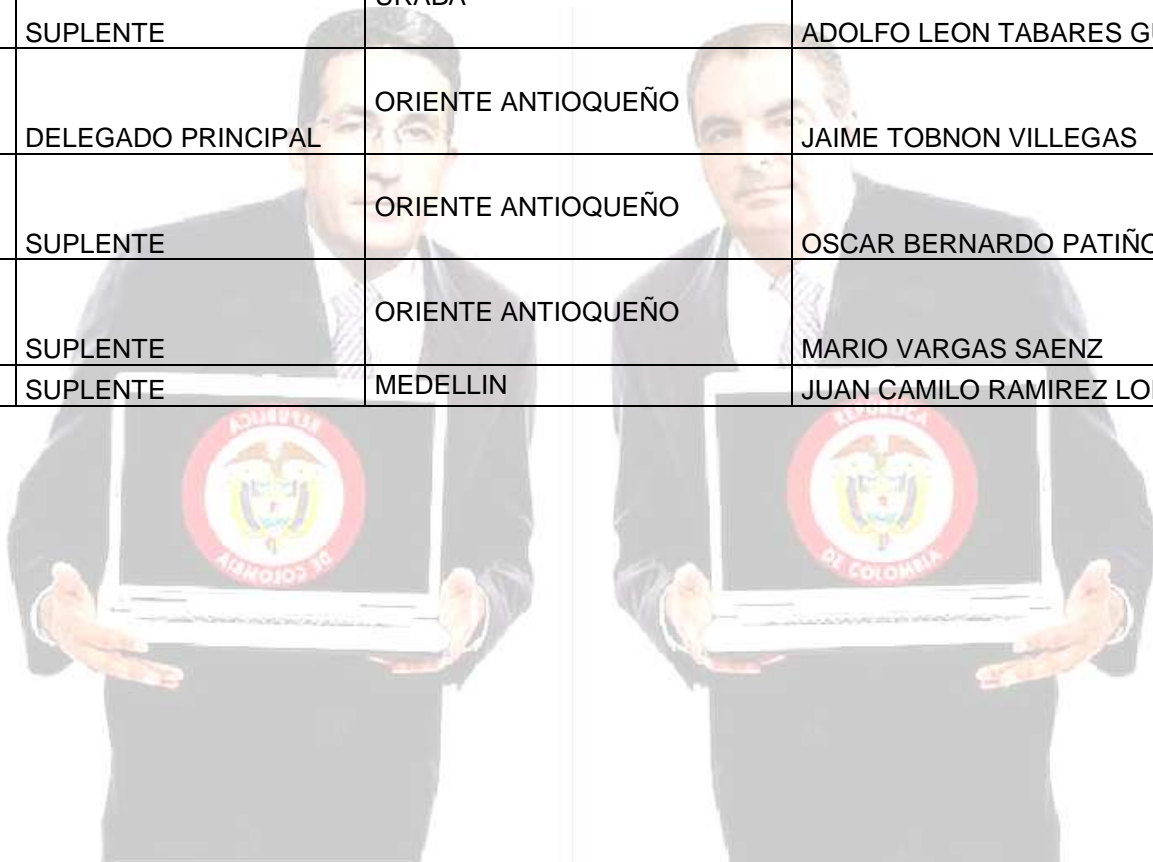 SUPLENTE
DELEGADO PRINCIPAL ORIENTE ANTIOQUEÑO JAIME TOBNON VILLEGAS
SUPLENTE ORIENTE ANTIOQUEÑO OSCAR BERNARDO PATIÑO
SUPLENTE ORIENTE ANTIOQUEÑO MARIO VARGAS SAENZ
SUPLENTE MEDELLIN JUAN CAMILO RAMIREZ
ADOLFO LEON TABARES
REPUBLICA
DE COLOMBIA
REPUBLICA
DE COLOMBIA